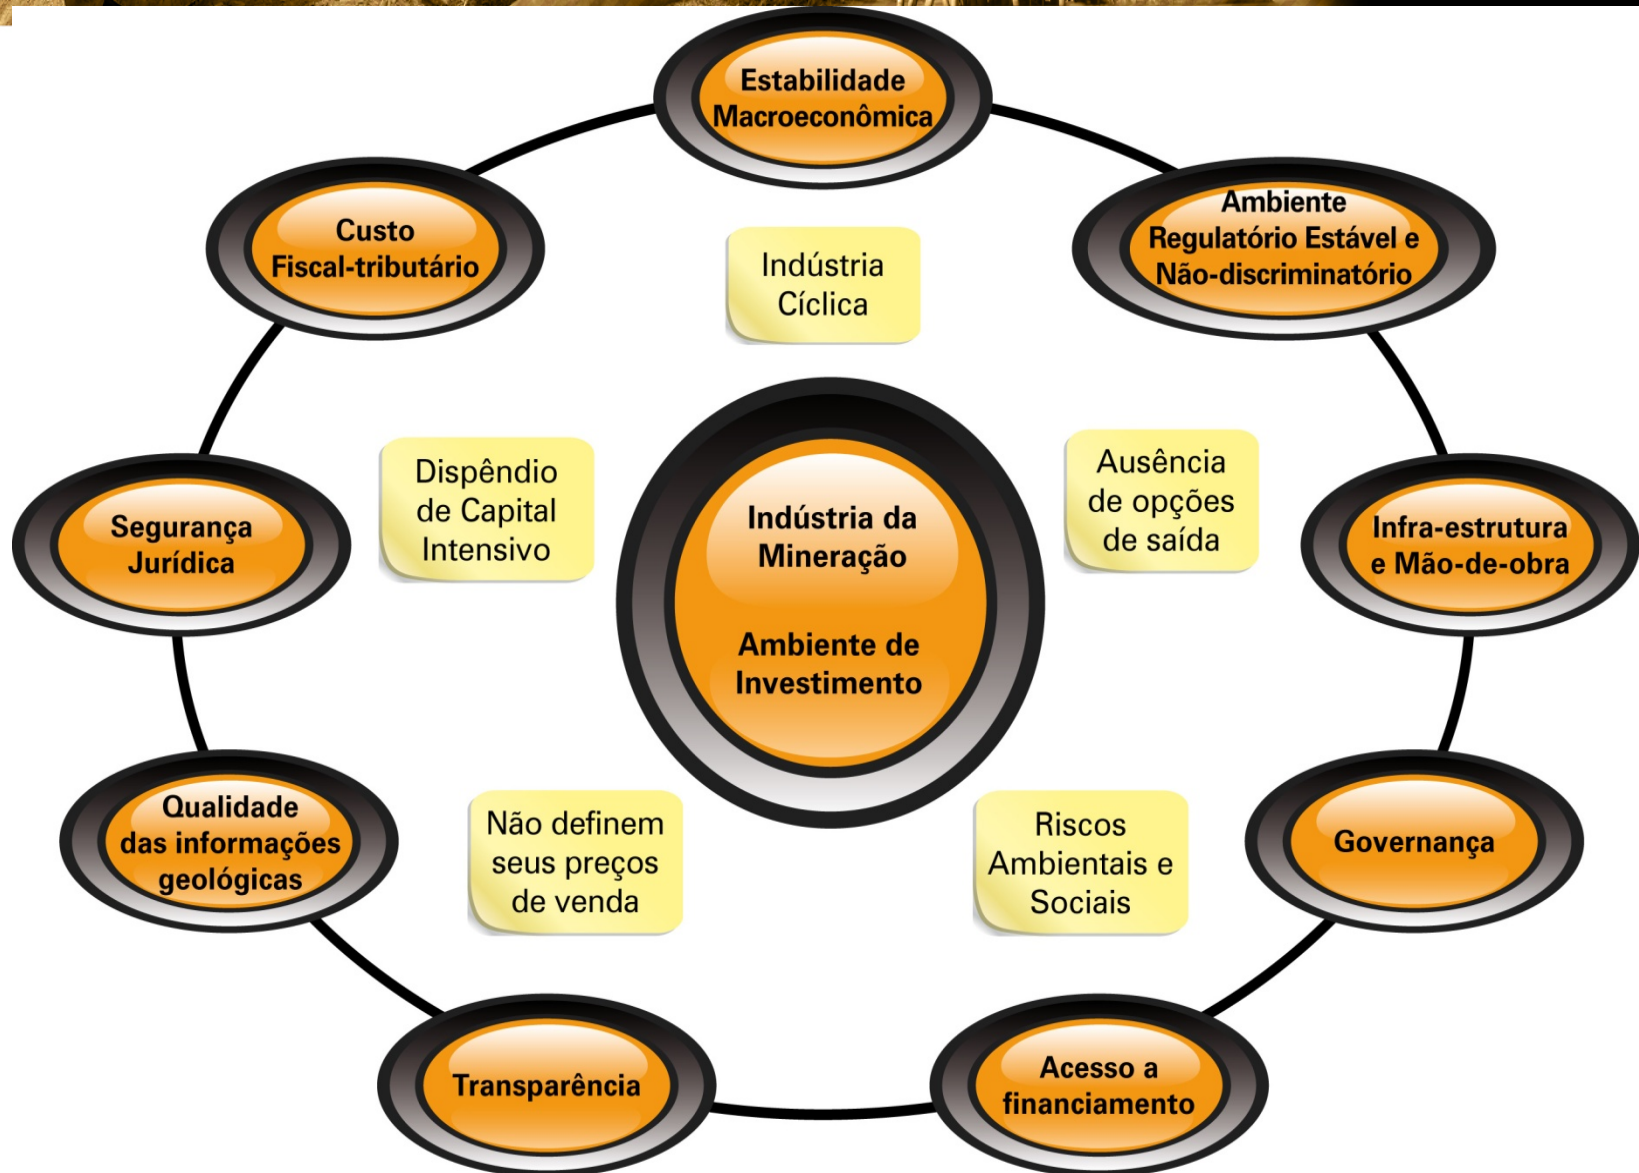 Estabilidade
Macroeconômica
Ambiente
Regulatório Estável e
Não-discriminatório
Custo
Fiscal-tributário
Indústria
Cíclica
Dispêndio
de Capital
Intensivo
Ausência
de opções
de saída
Indústria da
Mineração
Ambiente de
Investimento
Segurança
Jurídica
Infra-estrutura
e Mão-de-obra
Qualidade
das informações
geológicas
Não definem
seus preços
de venda
Riscos
Ambientais e
Sociais
Governança
Transparência
Acesso a
financiamento